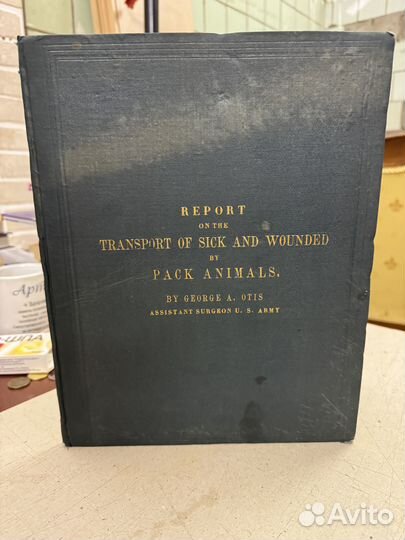 REPORT
ON THE
TRANSPORT OF SICK AND WOUNDED
BY
PACK ANIMALS.
BY GEORGE A. OTIS
ASSISTANT SURGEON U. S. ARMY
Avito